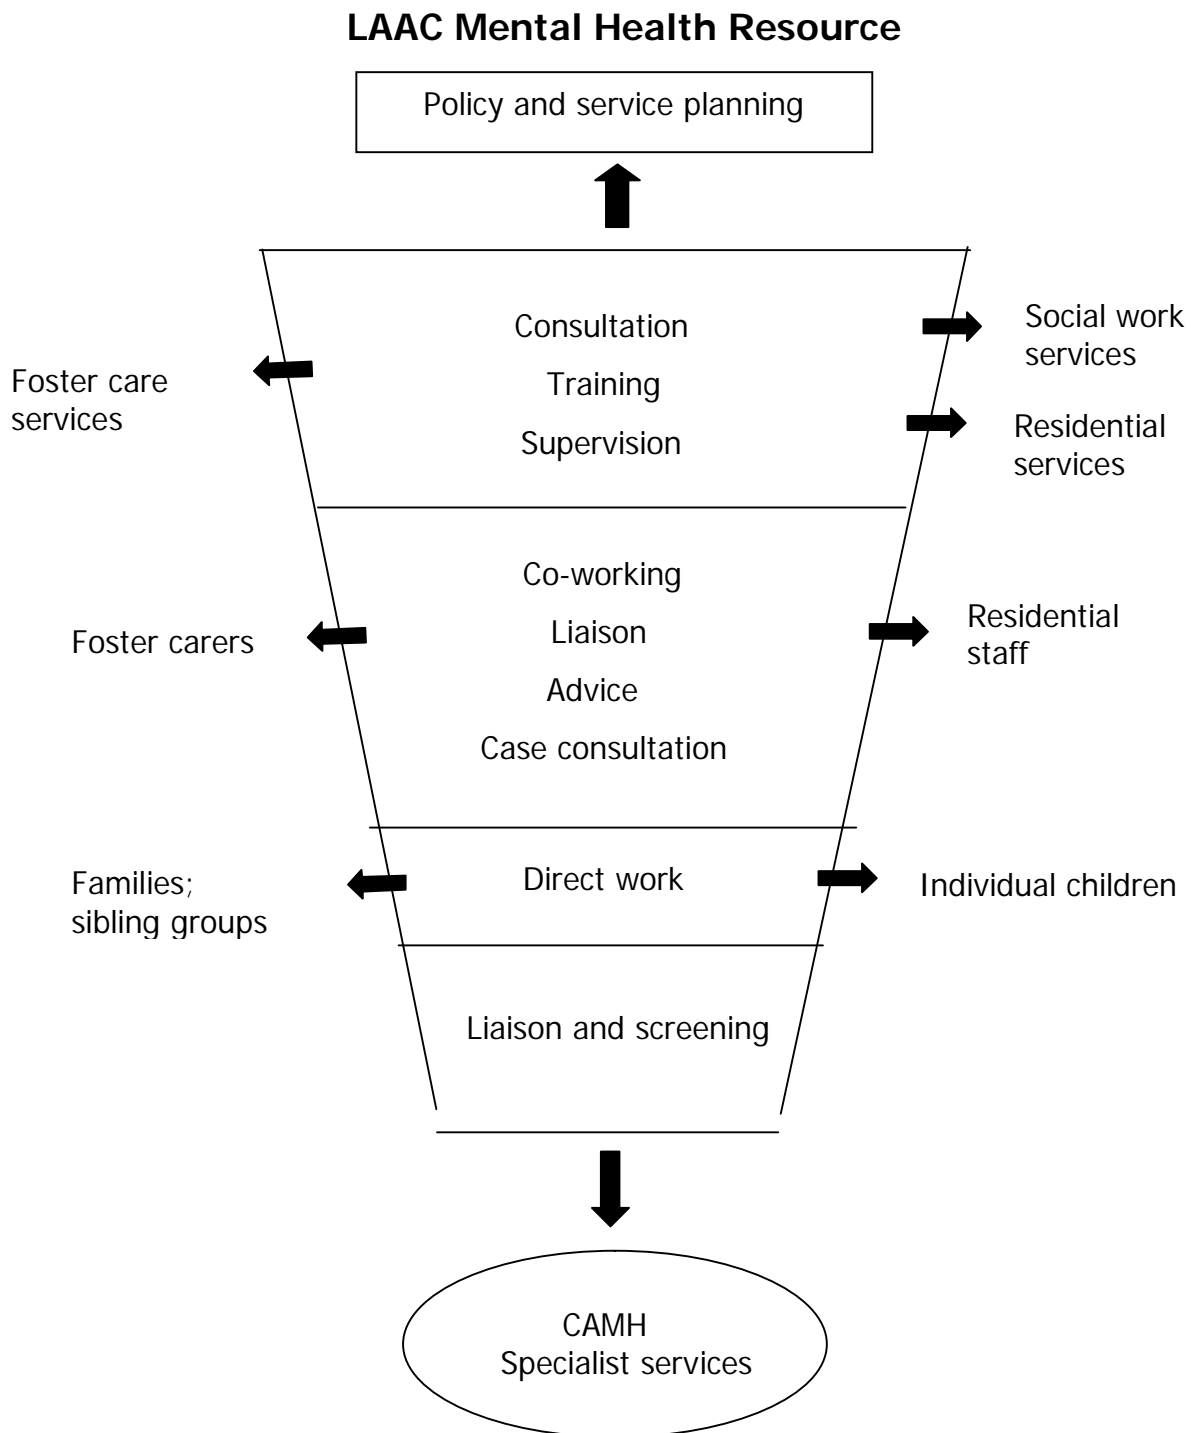 LAAC Mental Health Resource
Policy and service planning
Consultation
Training
Supervision
Foster care
services
Social work
services
Residential
services
Co-working
Liaison
Advice
Case consultation
Foster carers
Residential
staff
Direct work
Families;
sibling groups
Individual children
Liaison and screening
CAMH
Specialist services